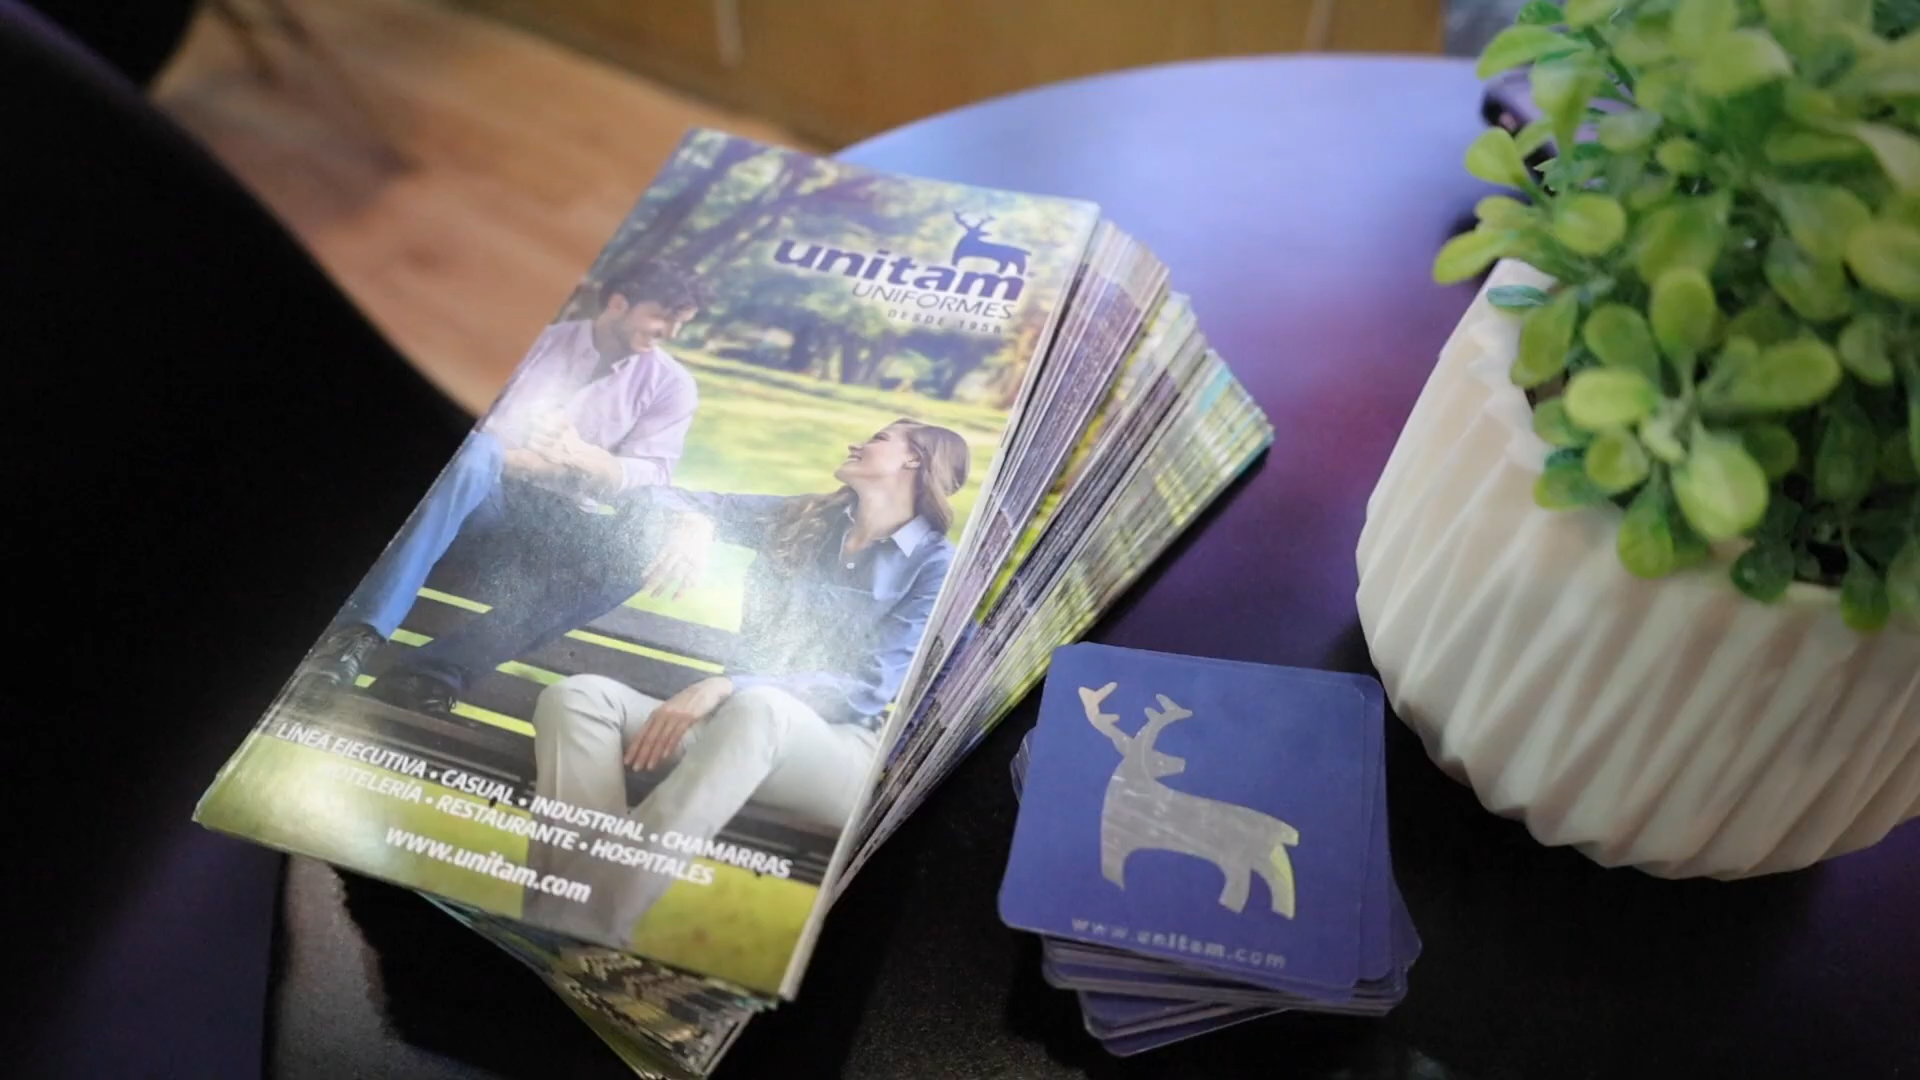 unitam
UNIFORMES
DESDE 1958
LÍNEA EJECUTIVA • CASUAL • INDUSTRIAL • CHAMARRAS
HOTELERÍA • RESTAURANTE • HOSPITALES
www.unitam.com
www.unitam.com